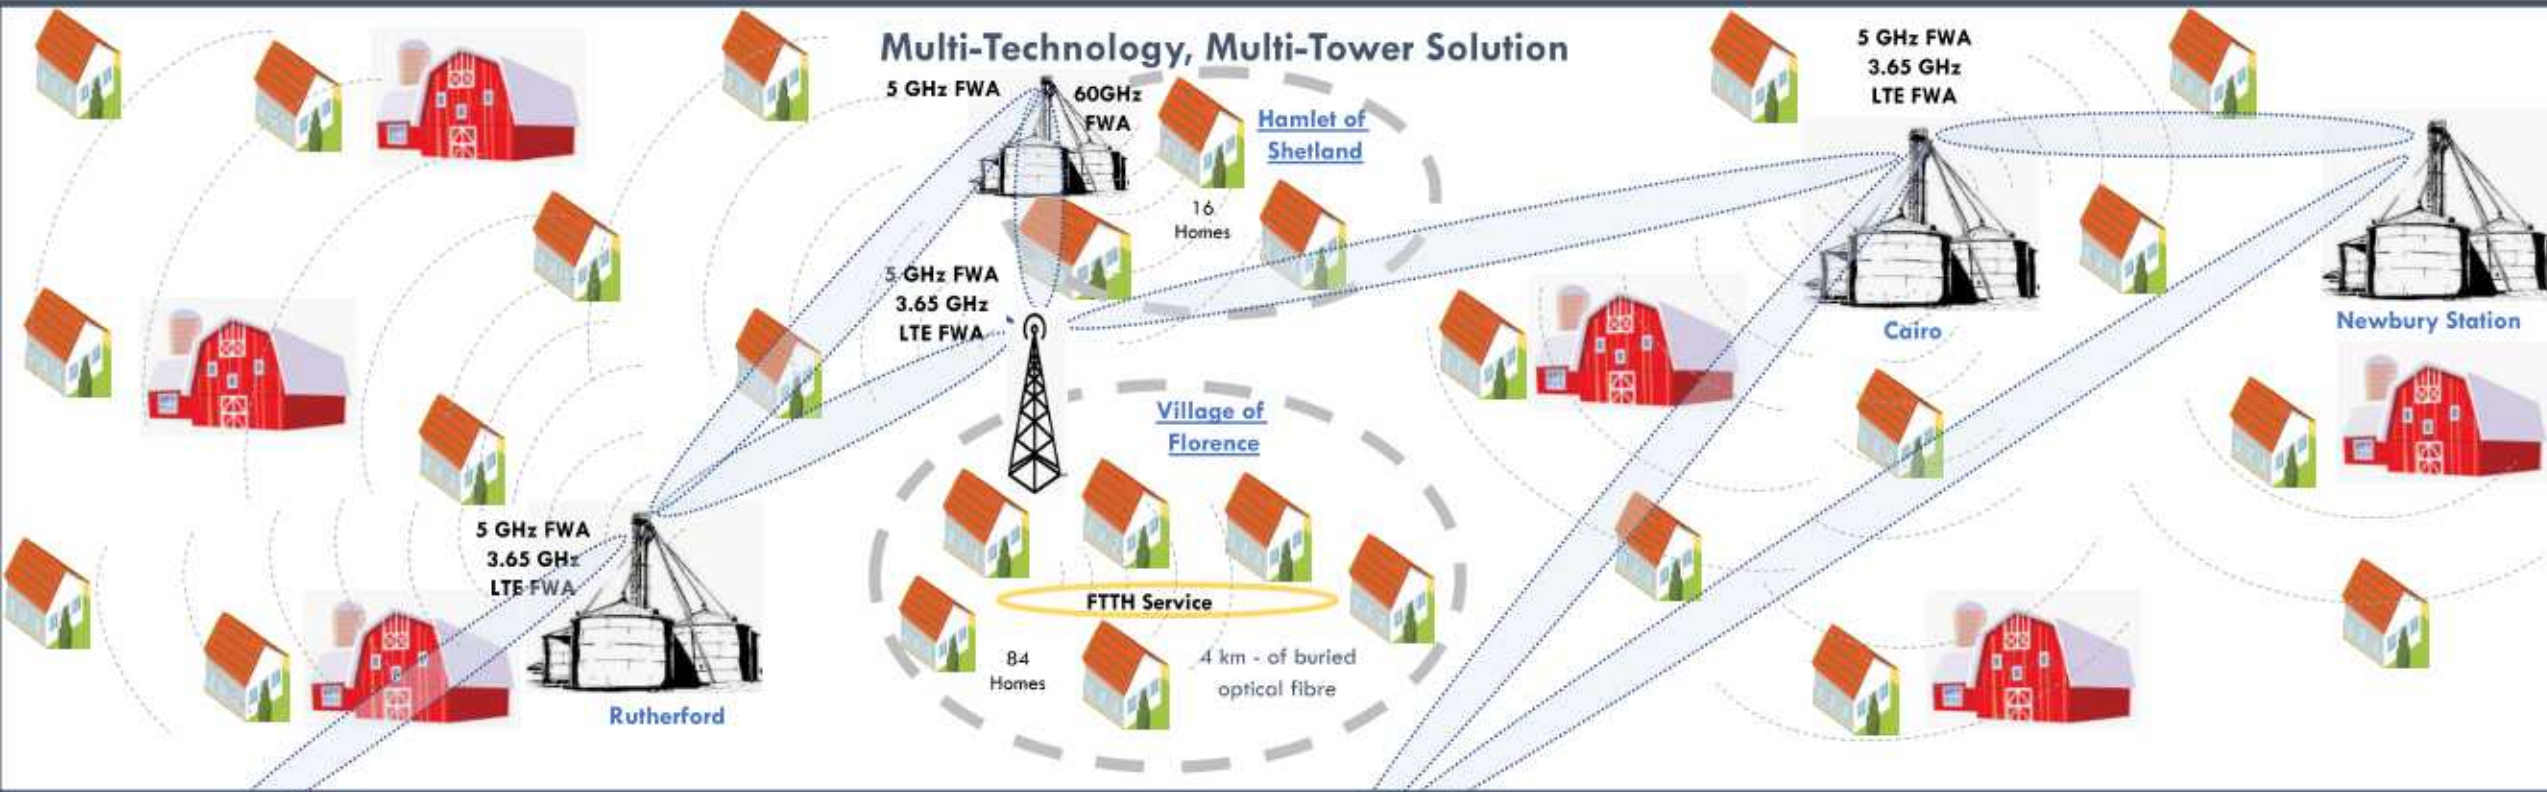 Multi-Technology, Multi-Tower Solution
5 GHz FWA
60GHz
FWA
Hamlet of
Shetland
16
Homes
5 GHz FWA
3.65 GHz
LTE FWA
5 GHz FWA
3.65 GHz
LTE FWA
Cairo
Newbury Station
Village of
Florence
5 GHz FWA
3.65 GHz
LTE FWA
Rutherford
FTTH Service
84
Homes
4 km - of buried
optical fibre